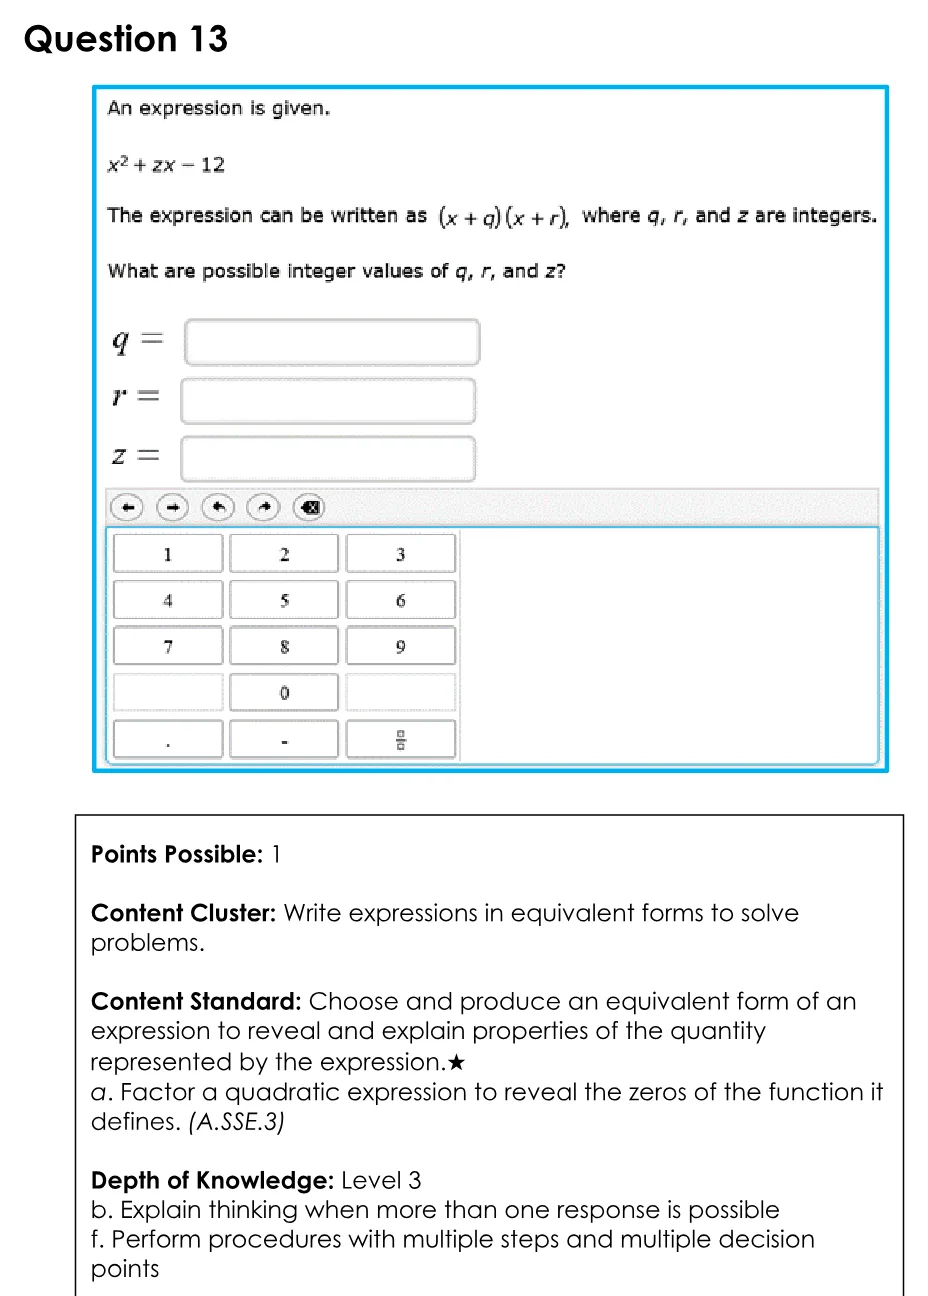 Question 13
An expression is given.
x² + zx − 12
The expression can be written as (x + q)(x + r), where q, r, and z are integers.
What are possible integer values of q, r, and z?
q =
r =
z =
1 2 3
4 5 6
7 8 9
0
. -
Points Possible: 1
Content Cluster: Write expressions in equivalent forms to solve
problems.
Content Standard: Choose and produce an equivalent form of an
expression to reveal and explain properties of the quantity
represented by the expression.★
a. Factor a quadratic expression to reveal the zeros of the function it
defines. (A.SSE.3)
Depth of Knowledge: Level 3
b. Explain thinking when more than one response is possible
f. Perform procedures with multiple steps and multiple decision
points